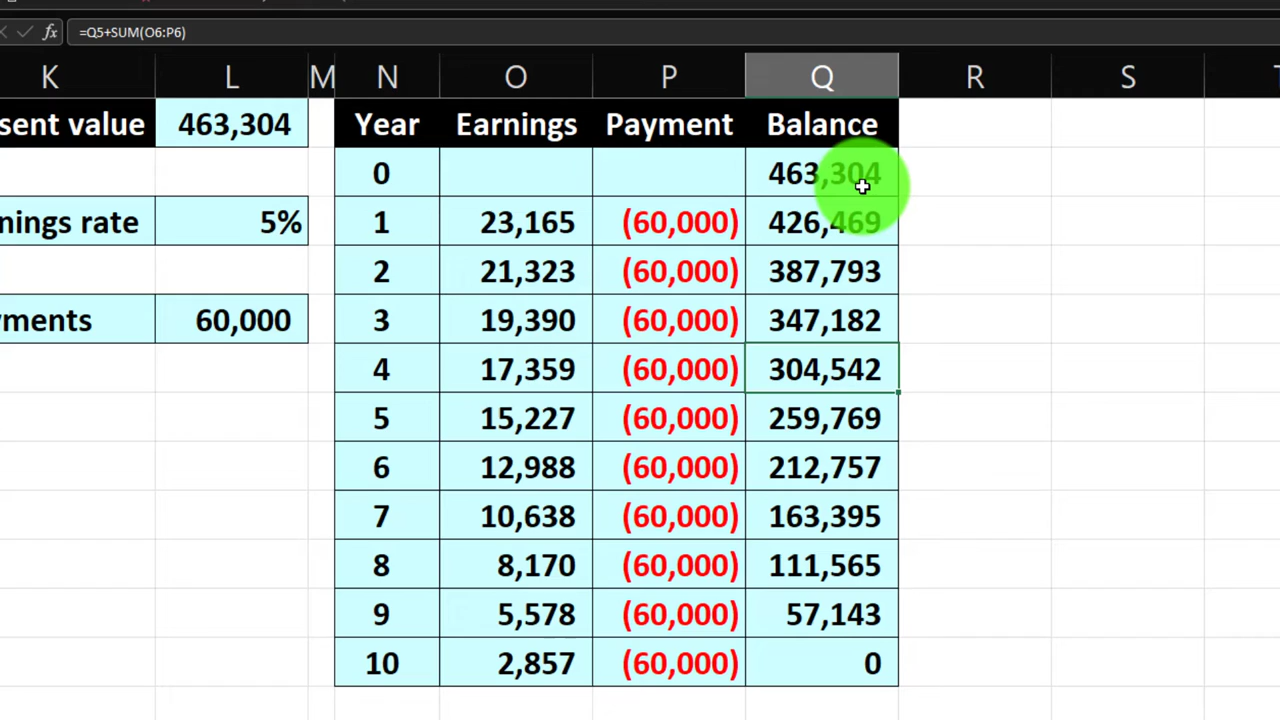 fx =Q5+SUM(O6:P6)
K L M N O P Q R S
sent value 463,304 Year Earnings Payment Balance
0 463,304
nings rate 5% 1 23,165 (60,000) 426,469
2 21,323 (60,000) 387,793
yments 60,000 3 19,390 (60,000) 347,182
4 17,359 (60,000) 304,542
5 15,227 (60,000) 259,769
6 12,988 (60,000) 212,757
7 10,638 (60,000) 163,395
8 8,170 (60,000) 111,565
9 5,578 (60,000) 57,143
10 2,857 (60,000) 0